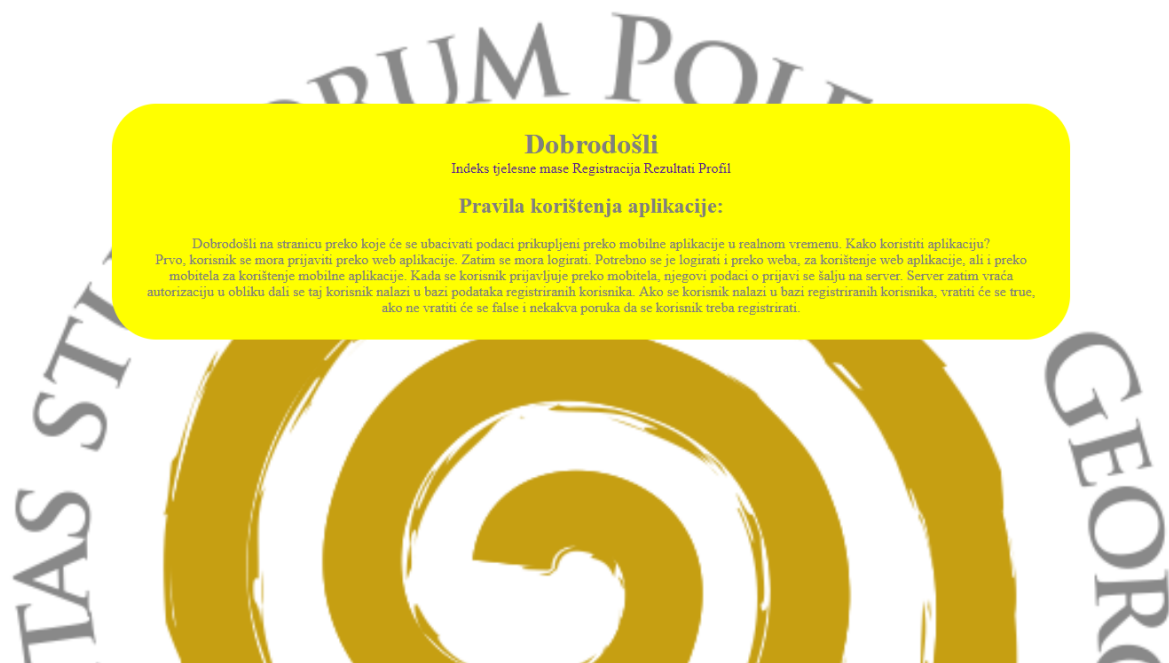 RUM POL
Dobrodošli
Indeks tjelesne mase Registracija Rezultati Profil
Pravila korištenja aplikacije:
Dobrodošli na stranicu preko koje će se ubacivati podaci prikupljeni preko mobilne aplikacije u realnom vremenu. Kako koristiti aplikaciju?
Prvo, korisnik se mora prijaviti preko web aplikacije. Zatim se mora logirati. Potrebno se je logirati i preko weba, za korištenje web aplikacije, ali i preko
mobitela za korištenje mobilne aplikacije. Kada se korisnik prijavljuje preko mobitela, njegovi podaci o prijavi se šalju na server. Server zatim vraća
autorizaciju u obliku dali se taj korisnik nalazi u bazi podataka registriranih korisnika. Ako se korisnik nalazi u bazi registriranih korisnika, vratiti će se true,
ako ne vratiti će se false i nekakva poruka da se korisnik treba registrirati.
TAS ST
GEOR